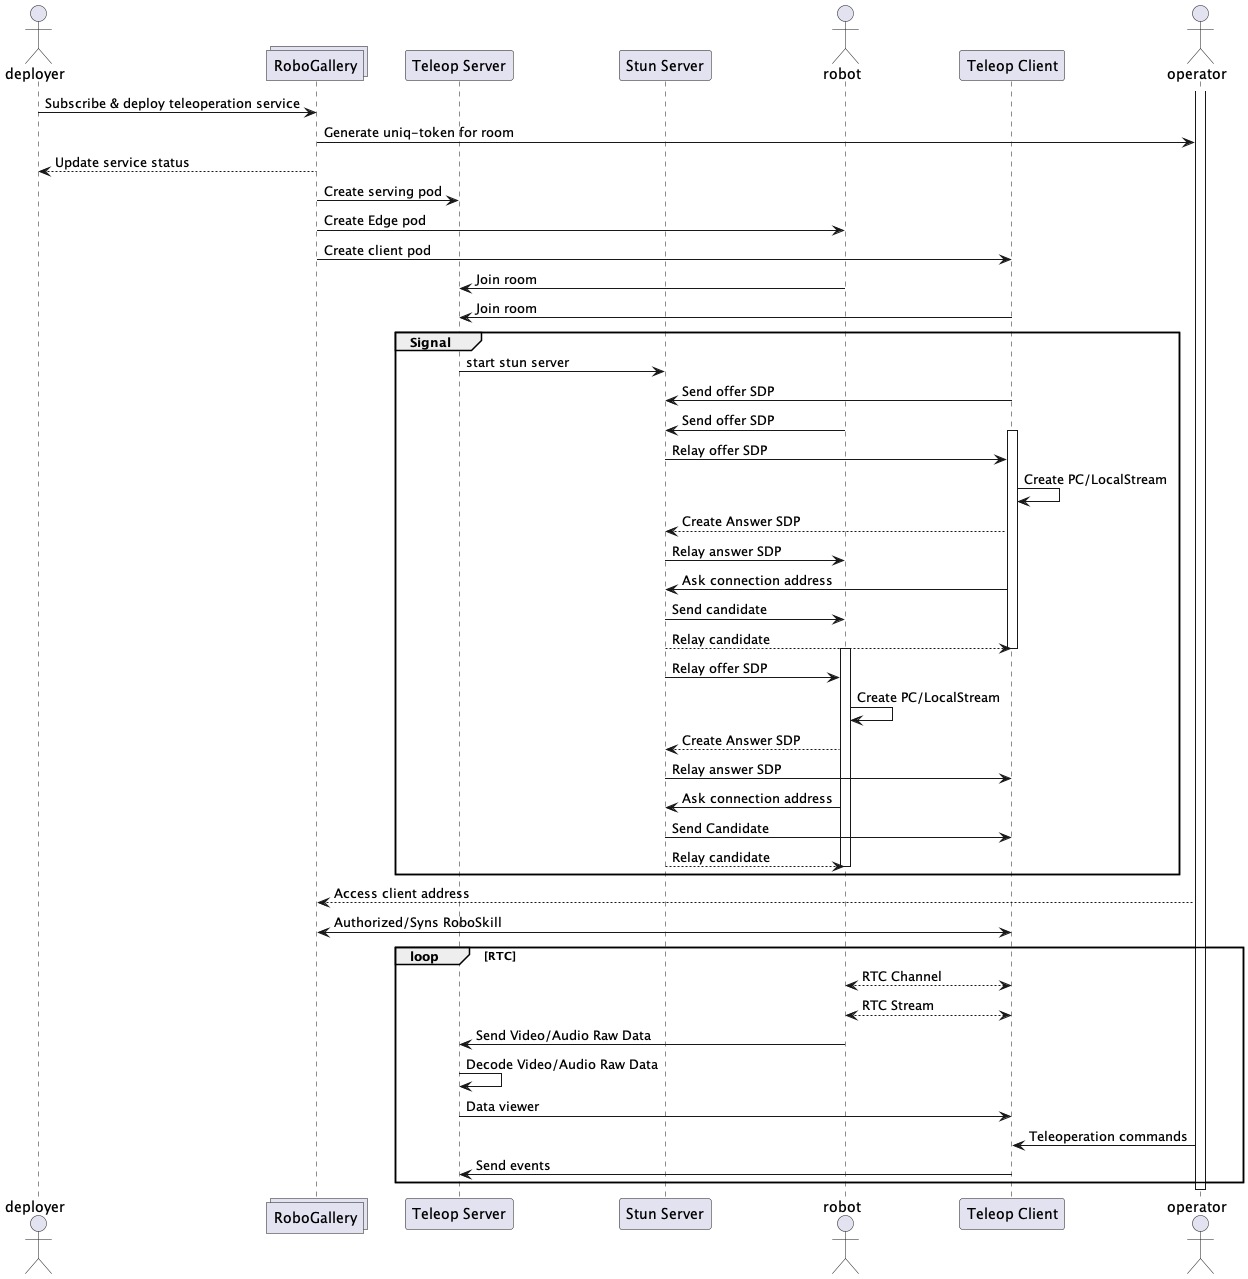 deployer
RoboGallery
Teleop Server
Stun Server
robot
Teleop Client
operator
Subscribe & deploy teleoperation service
Generate uniq-token for room
Update service status
Create serving pod
Create Edge pod
Create client pod
Join room
Join room
Signal
start stun server
Send offer SDP
Send offer SDP
Relay offer SDP
Create PC/LocalStream
Create Answer SDP
Relay answer SDP
Ask connection address
Send candidate
Relay candidate
Relay offer SDP
Create PC/LocalStream
Create Answer SDP
Relay answer SDP
Ask connection address
Send Candidate
Relay candidate
Access client address
Authorized/Syns RoboSkill
loop [RTC]
RTC Channel
RTC Stream
Send Video/Audio Raw Data
Decode Video/Audio Raw Data
Data viewer
Teleoperation commands
Send events
deployer
RoboGallery
Teleop Server
Stun Server
robot
Teleop Client
operator